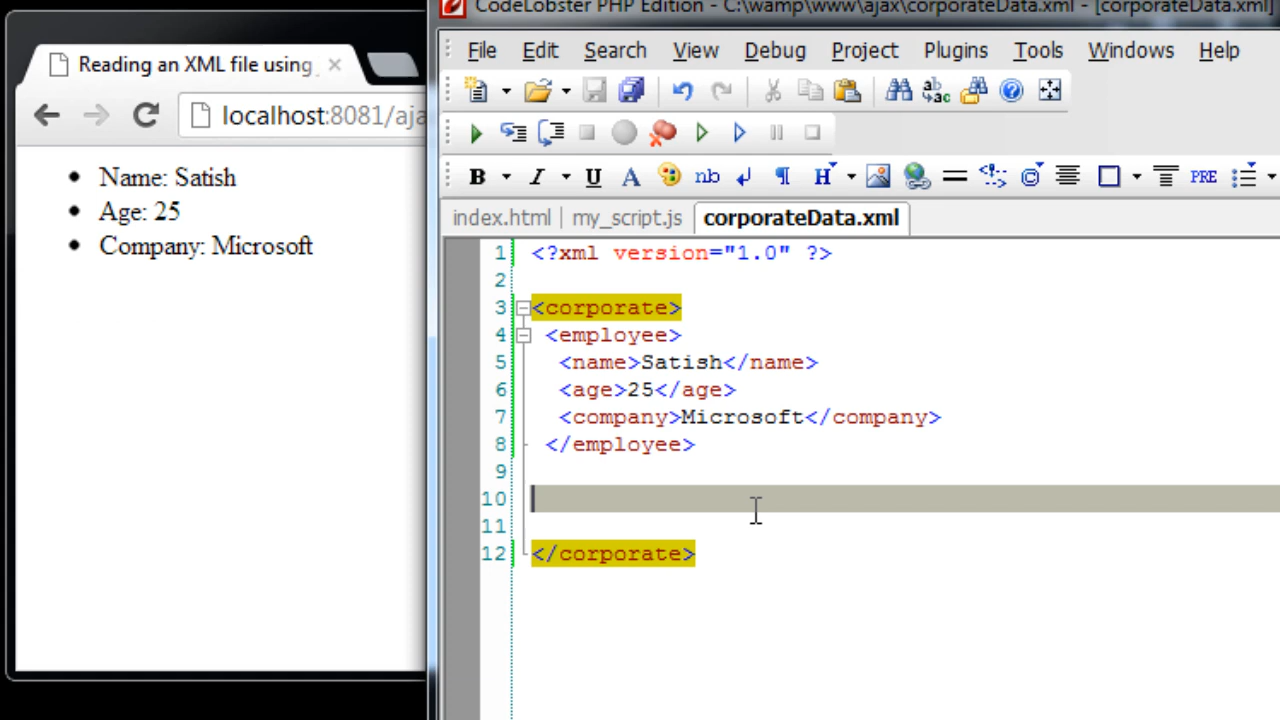 CodeLobster PHP Edition - C:\wamp\www\ajax\corporateData.xml - [corporateData.xml]
Reading an XML file using
localhost:8081/aja
Name: Satish
Age: 25
Company: Microsoft
File Edit Search View Debug Project Plugins Tools Windows Help
B I U A nb ¶ H PRE
index.html my_script.js corporateData.xml
1 <?xml version="1.0" ?>
2
3 <corporate>
4 <employee>
5 <name>Satish</name>
6 <age>25</age>
7 <company>Microsoft</company>
8 </employee>
9
10
11
12 </corporate>